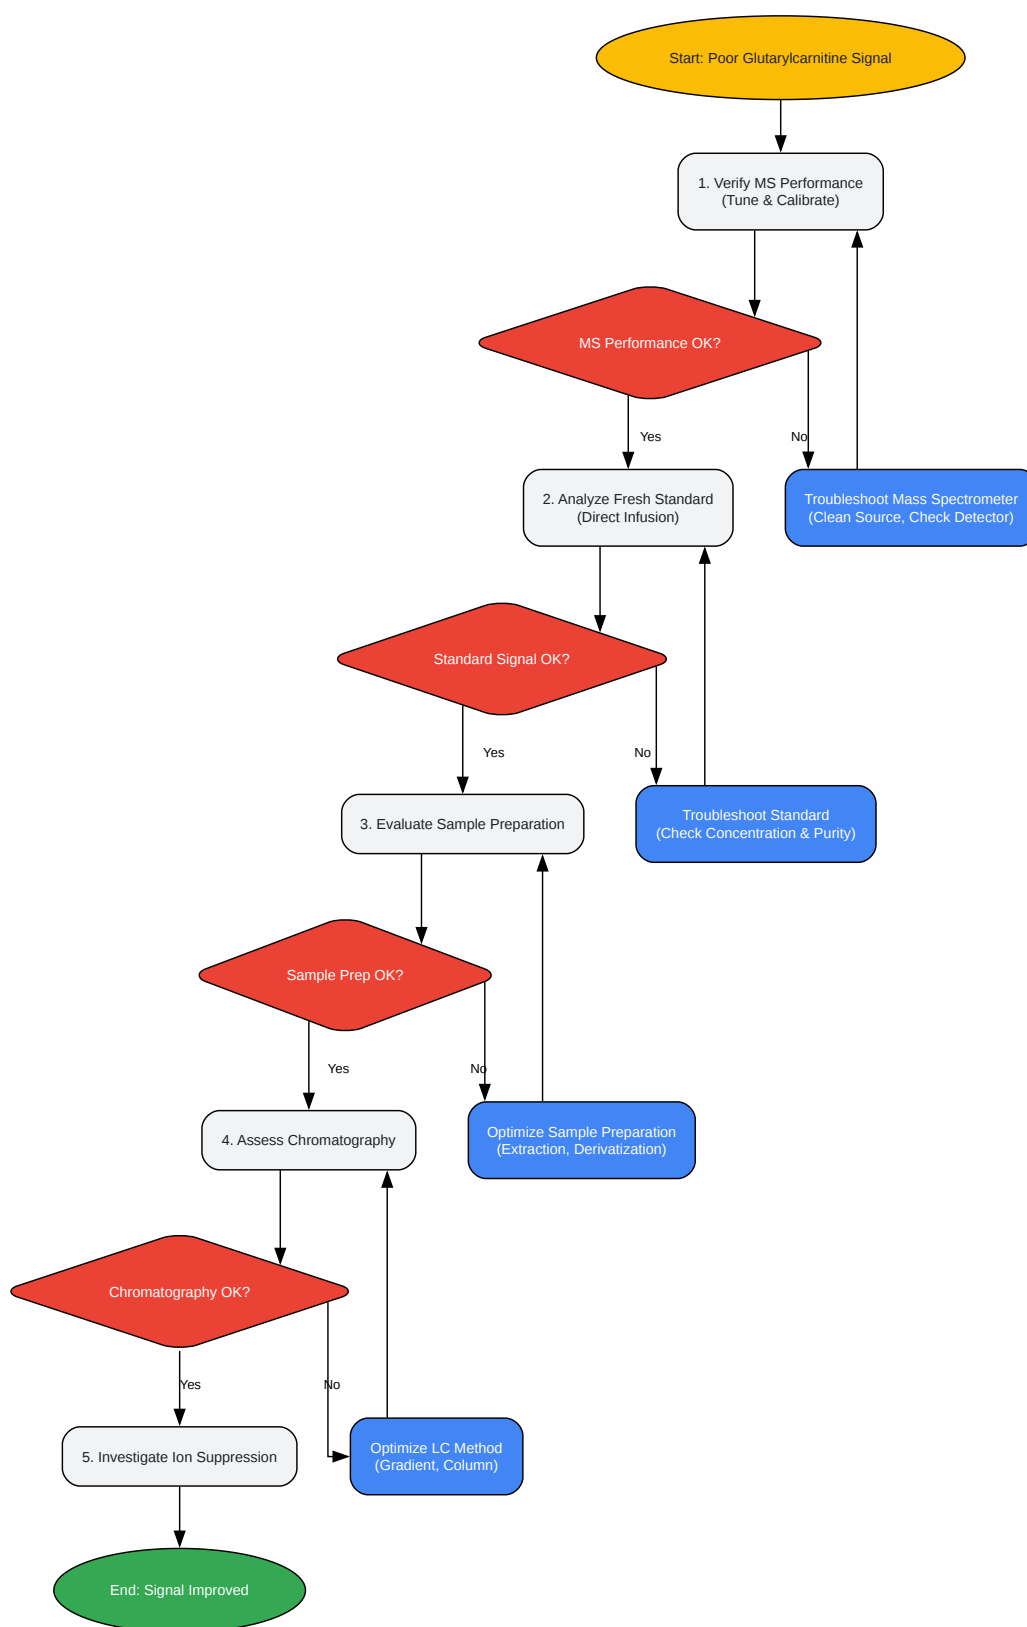 Start: Poor Glutarylcarnitine Signal
1. Verify MS Performance
(Tune & Calibrate)
MS Performance OK?
Yes
No
2. Analyze Fresh Standard
(Direct Infusion)
Troubleshoot Mass Spectrometer
(Clean Source, Check Detector)
Standard Signal OK?
Yes
No
3. Evaluate Sample Preparation
Troubleshoot Standard
(Check Concentration & Purity)
Sample Prep OK?
Yes
No
4. Assess Chromatography
Optimize Sample Preparation
(Extraction, Derivatization)
Chromatography OK?
Yes
No
5. Investigate Ion Suppression
Optimize LC Method
(Gradient, Column)
End: Signal Improved